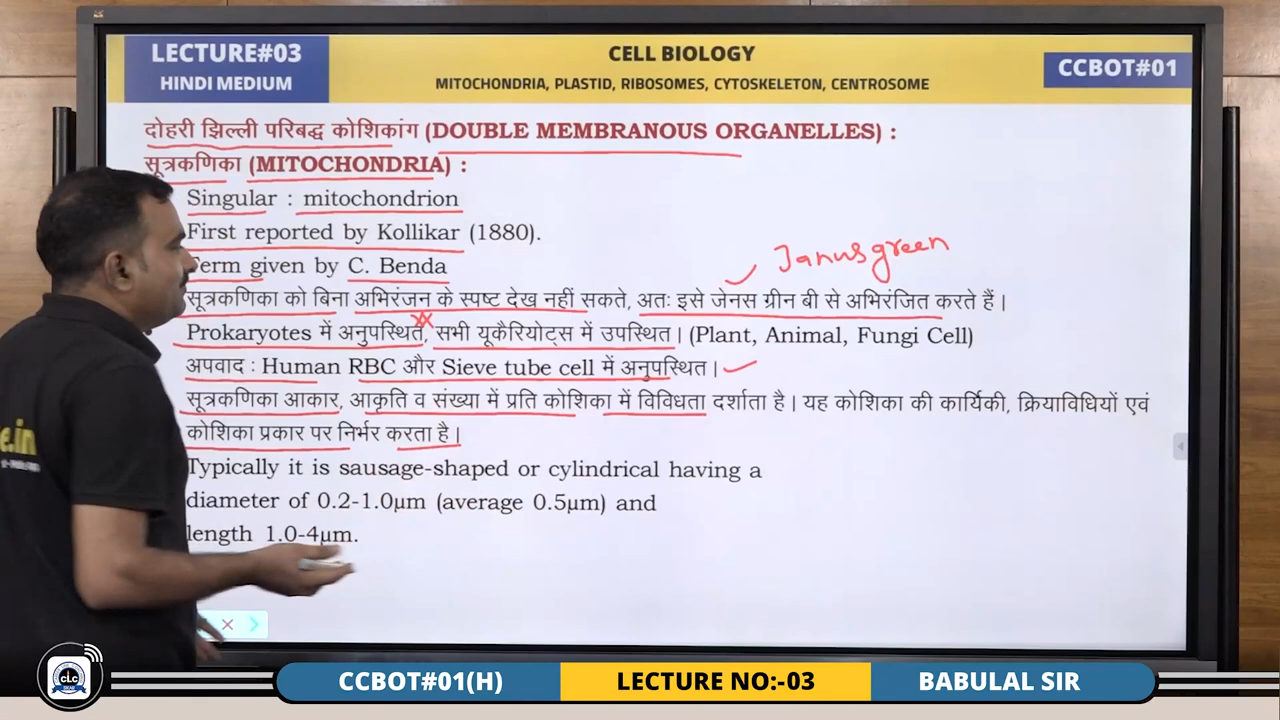 LECTURE#03
HINDI MEDIUM
CELL BIOLOGY
MITOCHONDRIA, PLASTID, RIBOSOMES, CYTOSKELETON, CENTROSOME
CCBOT#01
दोहरी झिल्ली परिबद्ध कोशिकांग (DOUBLE MEMBRANOUS ORGANELLES) :
सूत्रकणिका (MITOCHONDRIA) :
Singular : mitochondrion
First reported by Kollikar (1880).
Term given by C. Benda
Janus green
सूत्रकणिका को बिना अभिरंजन के स्पष्ट देख नहीं सकते, अतः इसे जेनस ग्रीन बी से अभिरंजित करते हैं।
Prokaryotes में अनुपस्थित, सभी यूकैरियोट्स में उपस्थित। (Plant, Animal, Fungi Cell)
अपवाद : Human RBC और Sieve tube cell में अनुपस्थित।
सूत्रकणिका आकार, आकृति व संख्या में प्रति कोशिका में विविधता दर्शाता है। यह कोशिका की कार्यिकी, क्रियाविधियों एवं
कोशिका प्रकार पर निर्भर करता है।
Typically it is sausage-shaped or cylindrical having a
diameter of 0.2-1.0µm (average 0.5µm) and
length 1.0-4µm.
e.in
CLC
CCBOT#01(H)
LECTURE NO:-03
BABULAL SIR